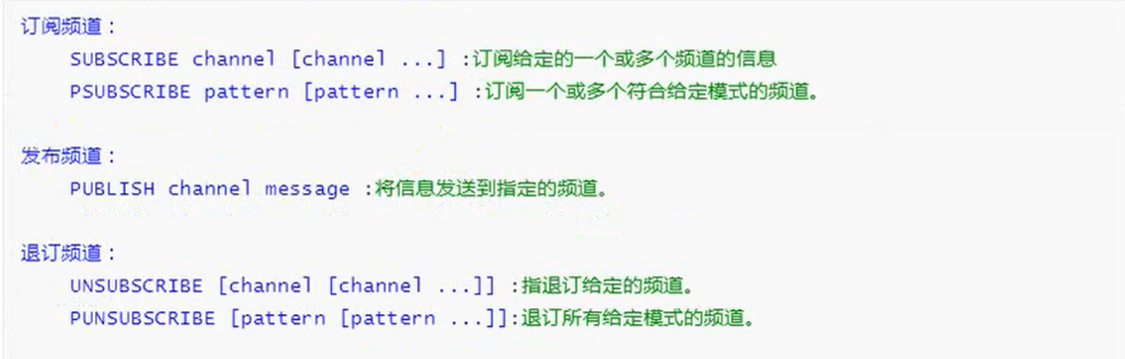 订阅频道：
SUBSCRIBE channel [channel ...] :订阅给定的一个或多个频道的信息
PSUBSCRIBE pattern [pattern ...] :订阅一个或多个符合给定模式的频道。
发布频道：
PUBLISH channel message :将信息发送到指定的频道。
退订频道：
UNSUBSCRIBE [channel [channel ...]] :指退订给定的频道。
PUNSUBSCRIBE [pattern [pattern ...]]:退订所有给定模式的频道。